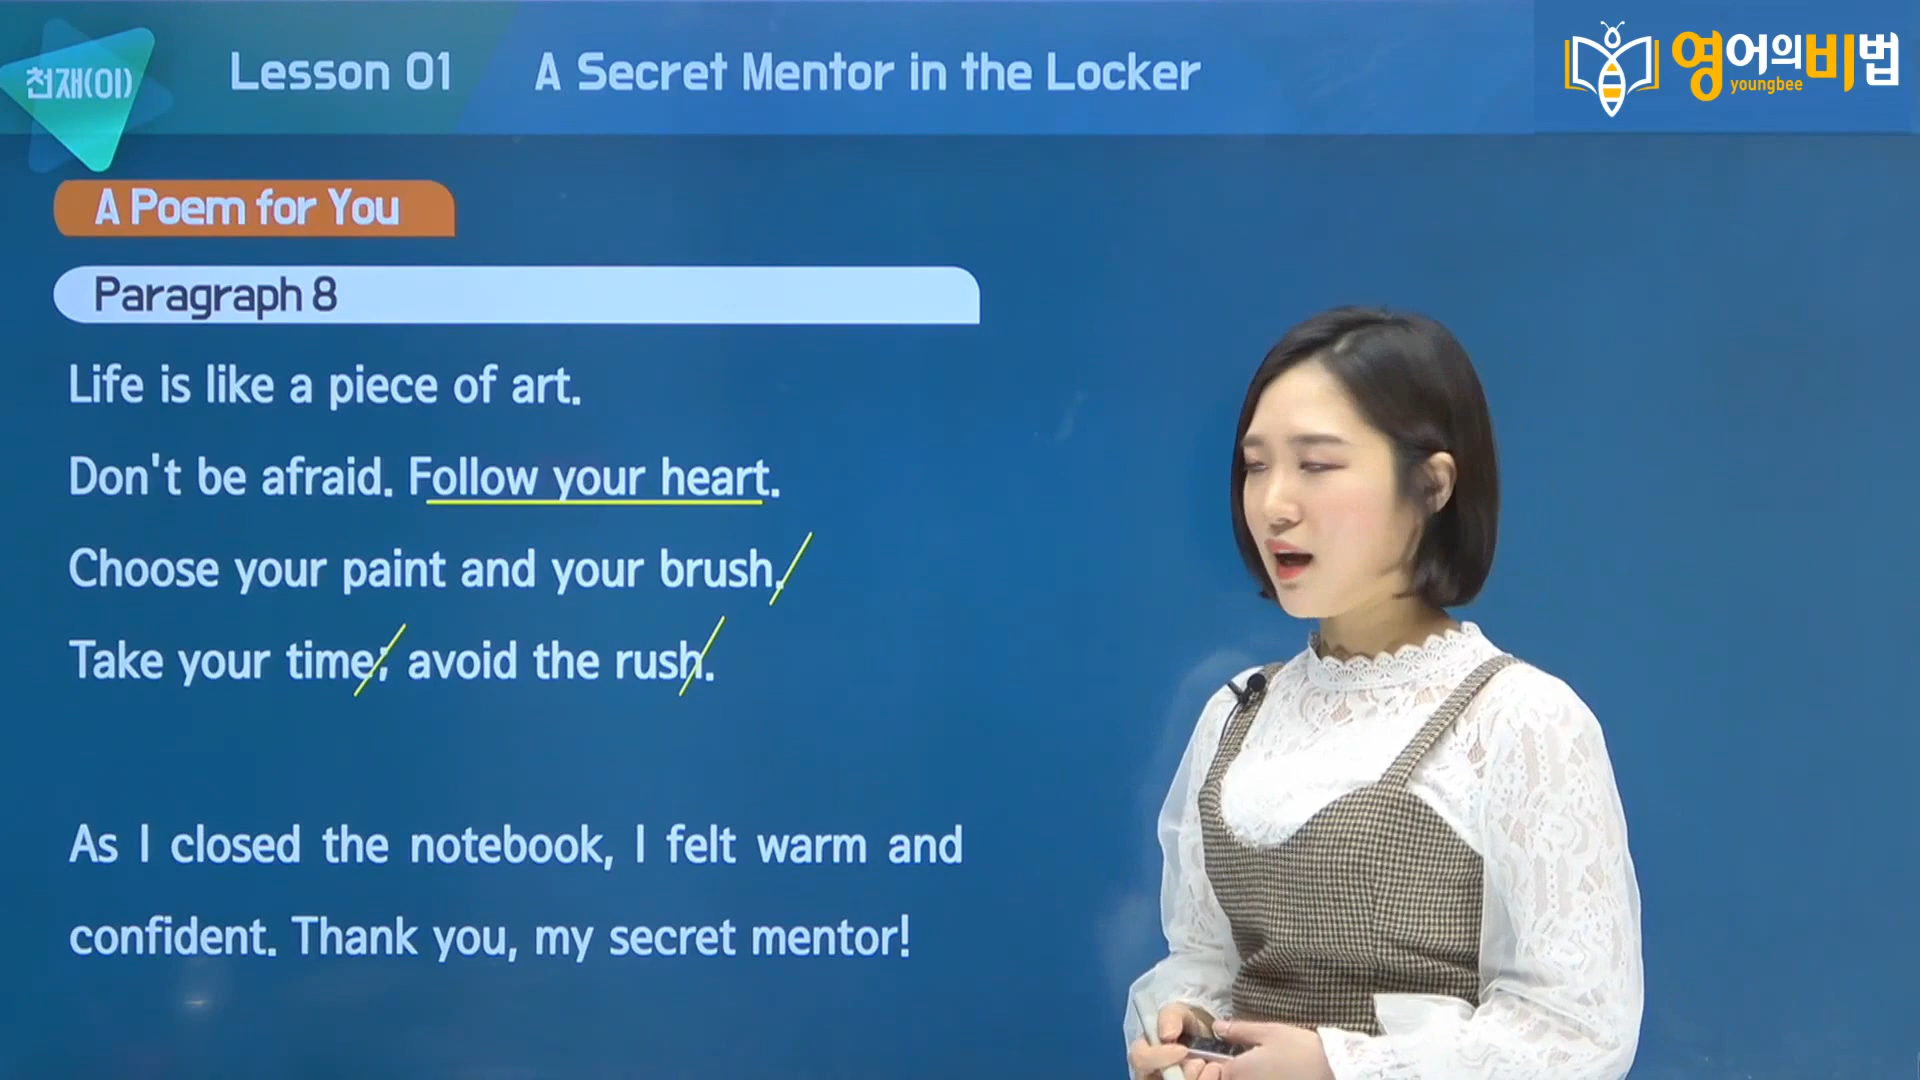 천재(이)
Lesson 01 A Secret Mentor in the Locker
영어의비법
youngbee
A Poem for You
Paragraph 8
Life is like a piece of art.
Don't be afraid. Follow your heart.
Choose your paint and your brush,
Take your time; avoid the rush.
As I closed the notebook, I felt warm and
confident. Thank you, my secret mentor!